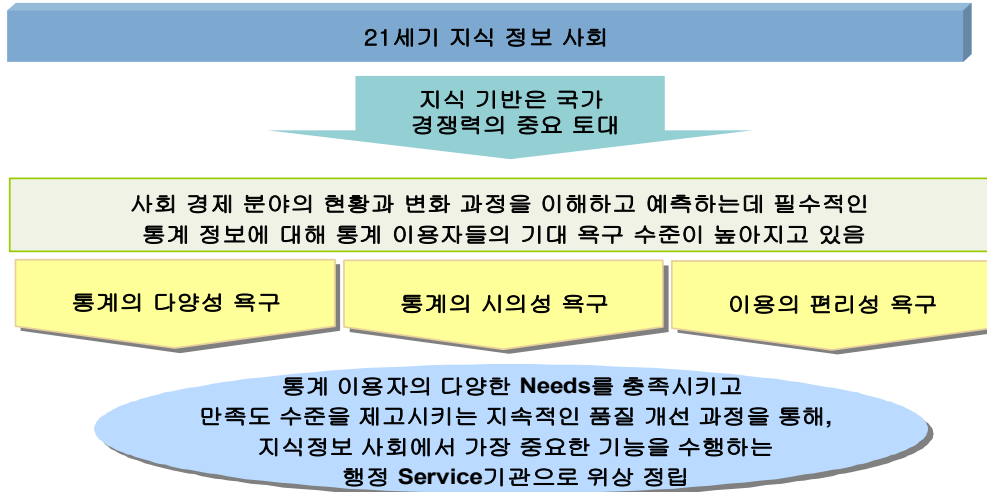 21세기 지식 정보 사회
지식 기반은 국가
경쟁력의 중요 토대
사회 경제 분야의 현황과 변화 과정을 이해하고 예측하는데 필수적인
통계 정보에 대해 통계 이용자들의 기대 욕구 수준이 높아지고 있음
통계의 다양성 욕구
통계의 시의성 욕구
이용의 편리성 욕구
통계 이용자의 다양한 Needs를 충족시키고
만족도 수준을 제고시키는 지속적인 품질 개선 과정을 통해,
지식정보 사회에서 가장 중요한 기능을 수행하는
행정 Service기관으로 위상 정립